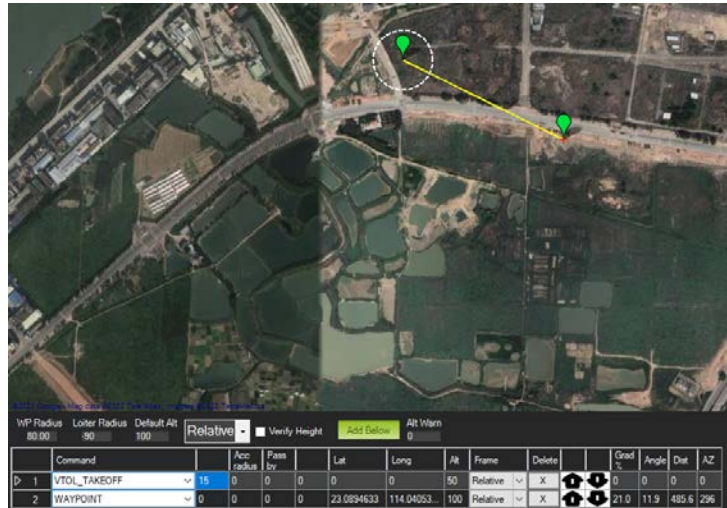 WP Radius Loiter Radius Default Alt Alt Warn
80.00 -90 100 Relative Verify Height Add Below 0
Command Acc radius Pass by Lat Long Alt Frame Delete Grad % Angle Dist AZ
1 VTOL_TAKEOFF 15 0 0 0 0 0 50 Relative X 0 0 0 0
2 WAYPOINT 0 0 0 0 23.0894633 114.04053... 100 Relative X 21.0 11.9 485.6 296